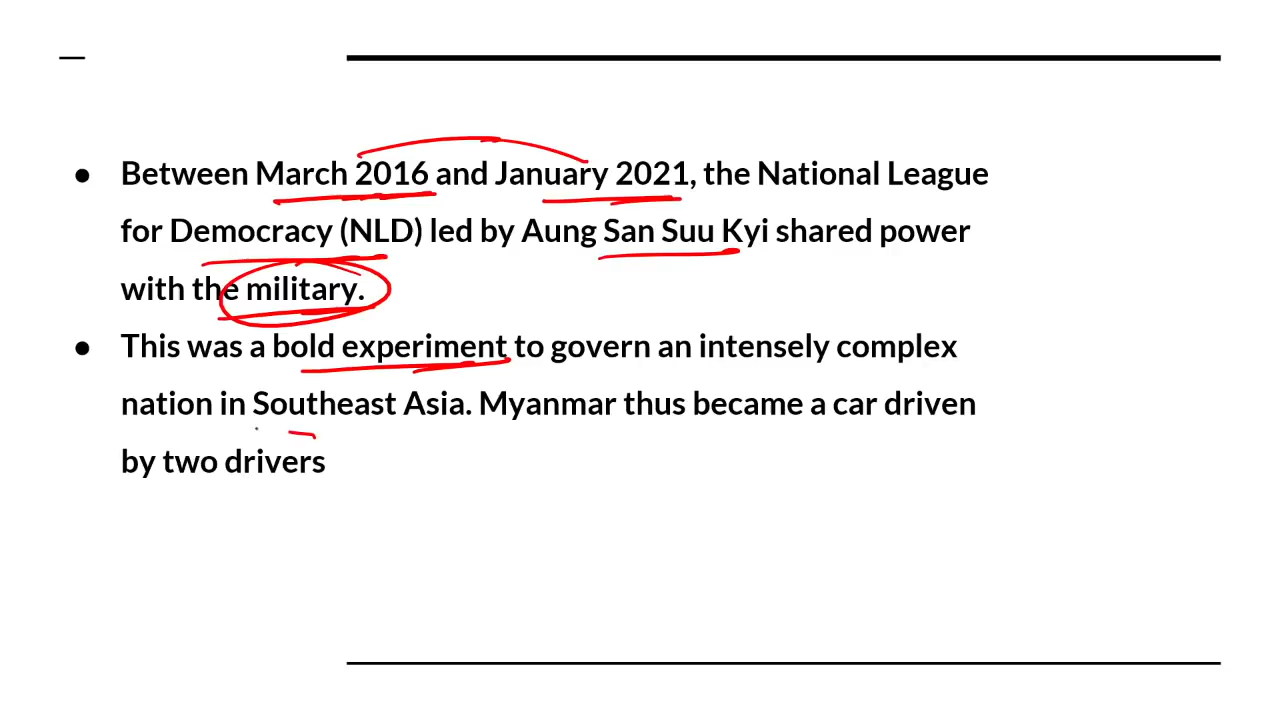 ● Between March 2016 and January 2021, the National League
for Democracy (NLD) led by Aung San Suu Kyi shared power
with the military.
● This was a bold experiment to govern an intensely complex
nation in Southeast Asia. Myanmar thus became a car driven
by two drivers